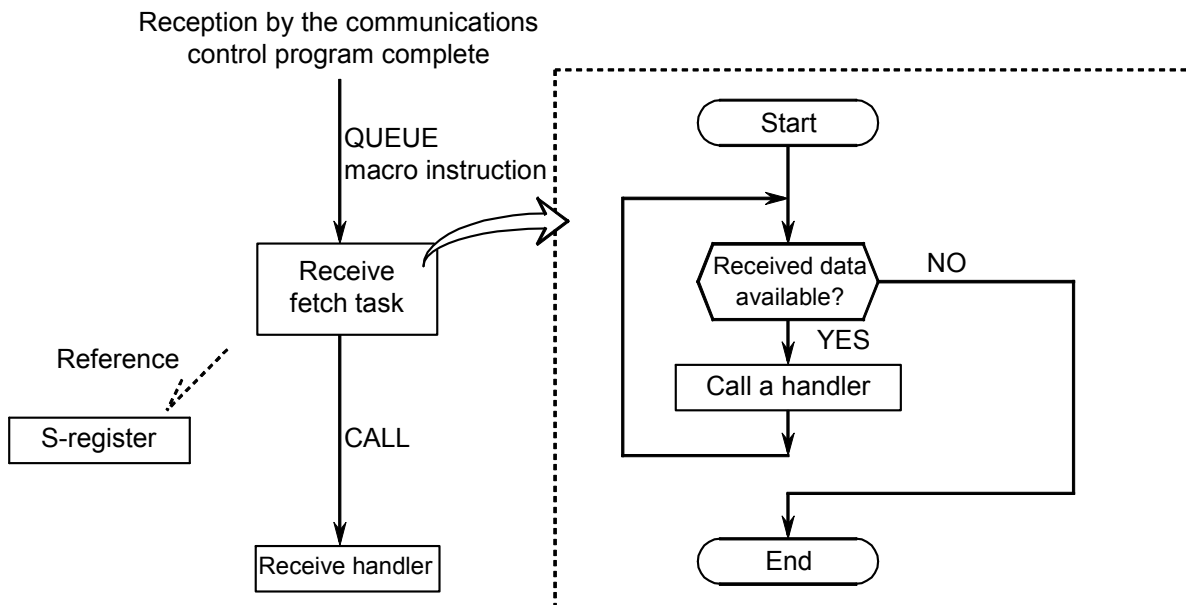 Reception by the communications
control program complete
QUEUE
macro instruction
Receive
fetch task
Reference
S-register
CALL
Receive handler
Start
Received data
available?
NO
YES
Call a handler
End